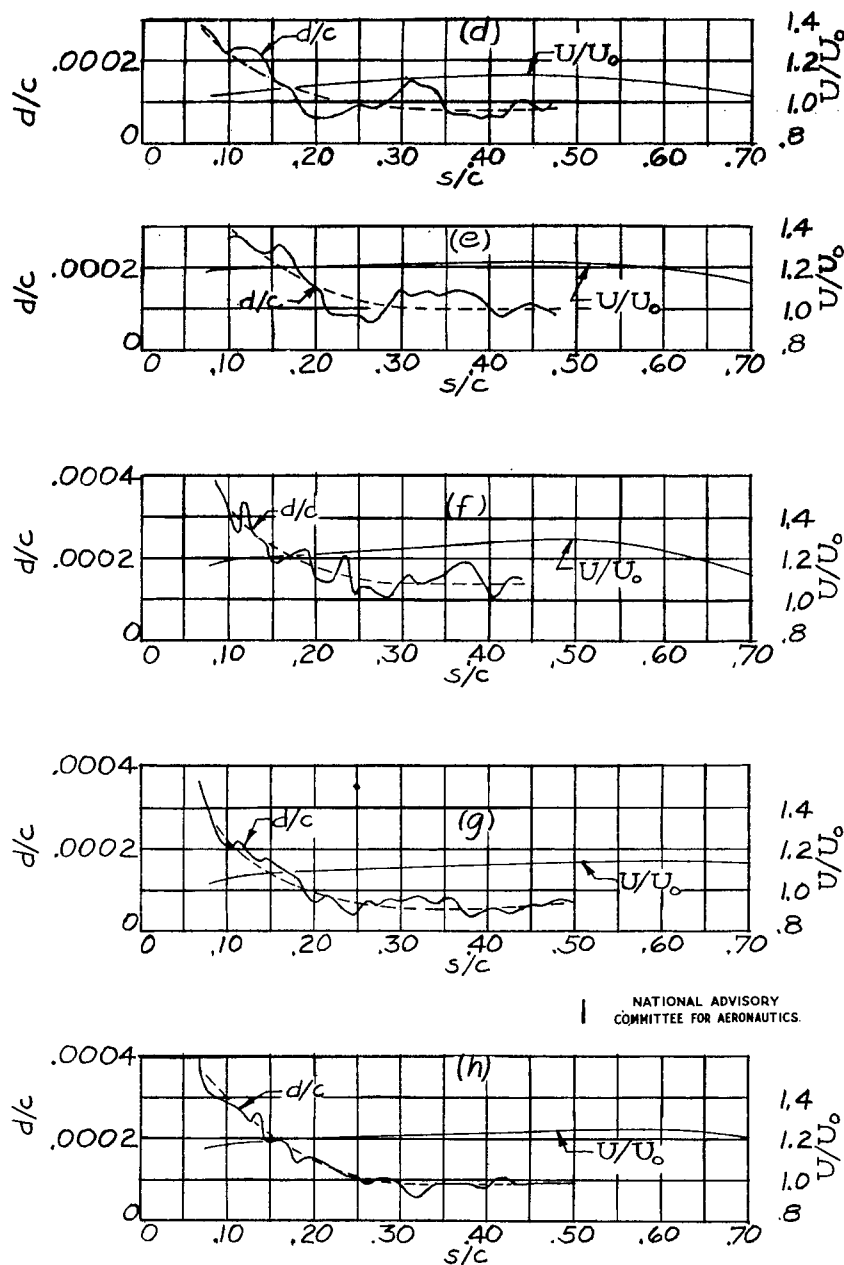 (d)
d/c
U/U₀
.0002
0
d/c
1.4
1.2
1.0
.8
U/U₀
0 .10 .20 .30 .40 .50 .60 .70
s/c
(e)
d/c
U/U₀
.0002
0
d/c
1.4
1.2
1.0
.8
U/U₀
0 .10 .20 .30 .40 .50 .60 .70
s/c
(f)
d/c
U/U₀
.0004
.0002
0
d/c
1.4
1.2
1.0
.8
U/U₀
0 .10 .20 .30 .40 .50 .60 .70
s/c
(g)
d/c
U/U₀
.0004
.0002
0
d/c
1.4
1.2
1.0
.8
U/U₀
0 .10 .20 .30 .40 .50 .60 .70
s/c
NATIONAL ADVISORY
COMMITTEE FOR AERONAUTICS.
(h)
d/c
U/U₀
.0004
.0002
0
d/c
1.4
1.2
1.0
.8
U/U₀
0 .10 .20 .30 .40 .50 .60 .70
s/c